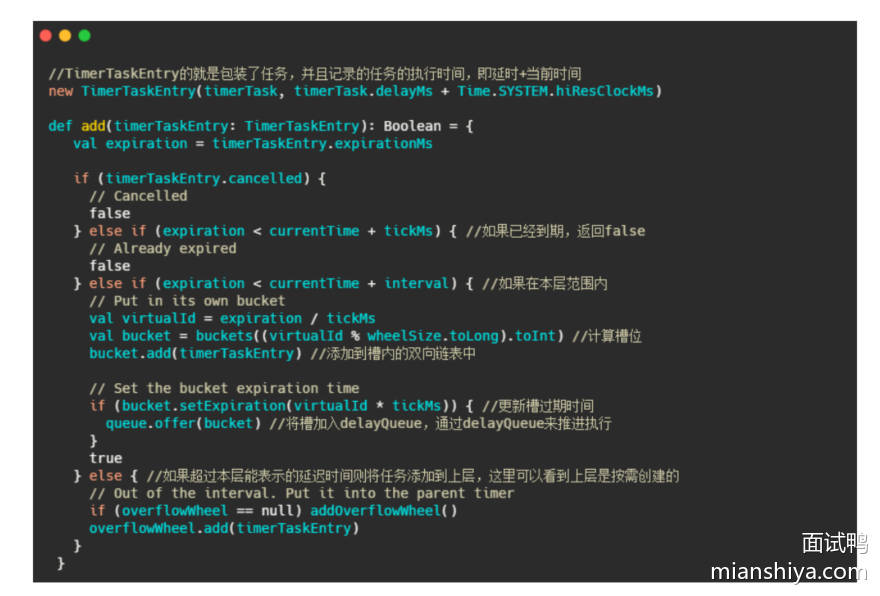 //TimerTaskEntry的就是包装了任务，并且记录的任务的执行时间，即延时+当前时间
new TimerTaskEntry(timerTask, timerTask.delayMs + Time.SYSTEM.hiResClockMs)
def add(timerTaskEntry: TimerTaskEntry): Boolean = {
val expiration = timerTaskEntry.expirationMs
if (timerTaskEntry.cancelled) {
// Cancelled
false
} else if (expiration < currentTime + tickMs) { //如果已经到期，返回false
// Already expired
false
} else if (expiration < currentTime + interval) { //如果在本层范围内
// Put in its own bucket
val virtualId = expiration / tickMs
val bucket = buckets((virtualId % wheelSize.toLong).toInt) //计算槽位
bucket.add(timerTaskEntry) //添加到槽内的双向链表中
// Set the bucket expiration time
if (bucket.setExpiration(virtualId * tickMs)) { //更新槽过期时间
queue.offer(bucket) //将槽加入delayQueue，通过delayQueue来推进执行
}
true
} else { //如果超过本层能表示的延迟时间则将任务添加到上层，这里可以看到上层是按需创建的
// Out of the interval. Put it into the parent timer
if (overflowWheel == null) addOverflowWheel()
overflowWheel.add(timerTaskEntry)
}
}
面试鸭
mianshiya.com